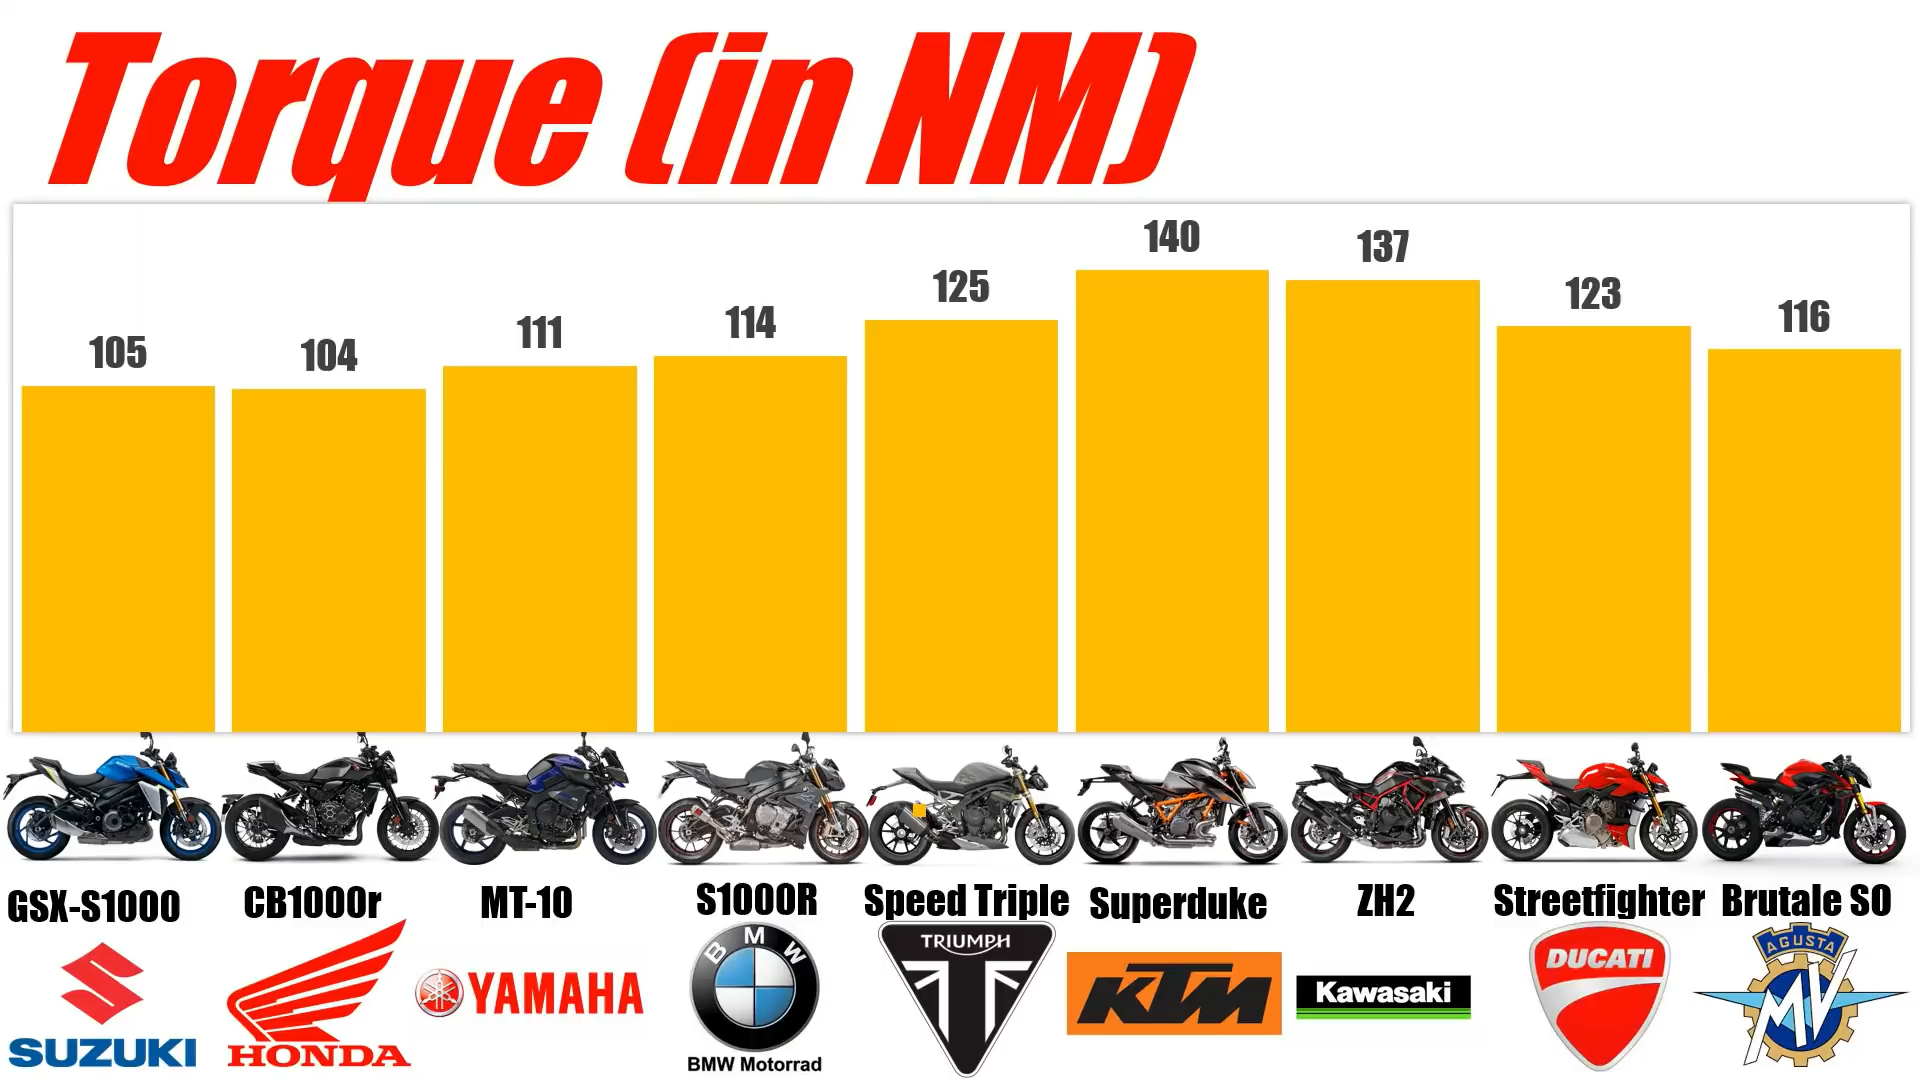 Torque (in NM)
105
104
111
114
125
140
137
123
116
GSX-S1000
CB1000r
MT-10
S1000R
Speed Triple
Superduke
ZH2
Streetfighter
Brutale SO
SUZUKI
HONDA
YAMAHA
BMW
BMW Motorrad
TRIUMPH
KTM
Kawasaki
DUCATI
AGUSTA
MV